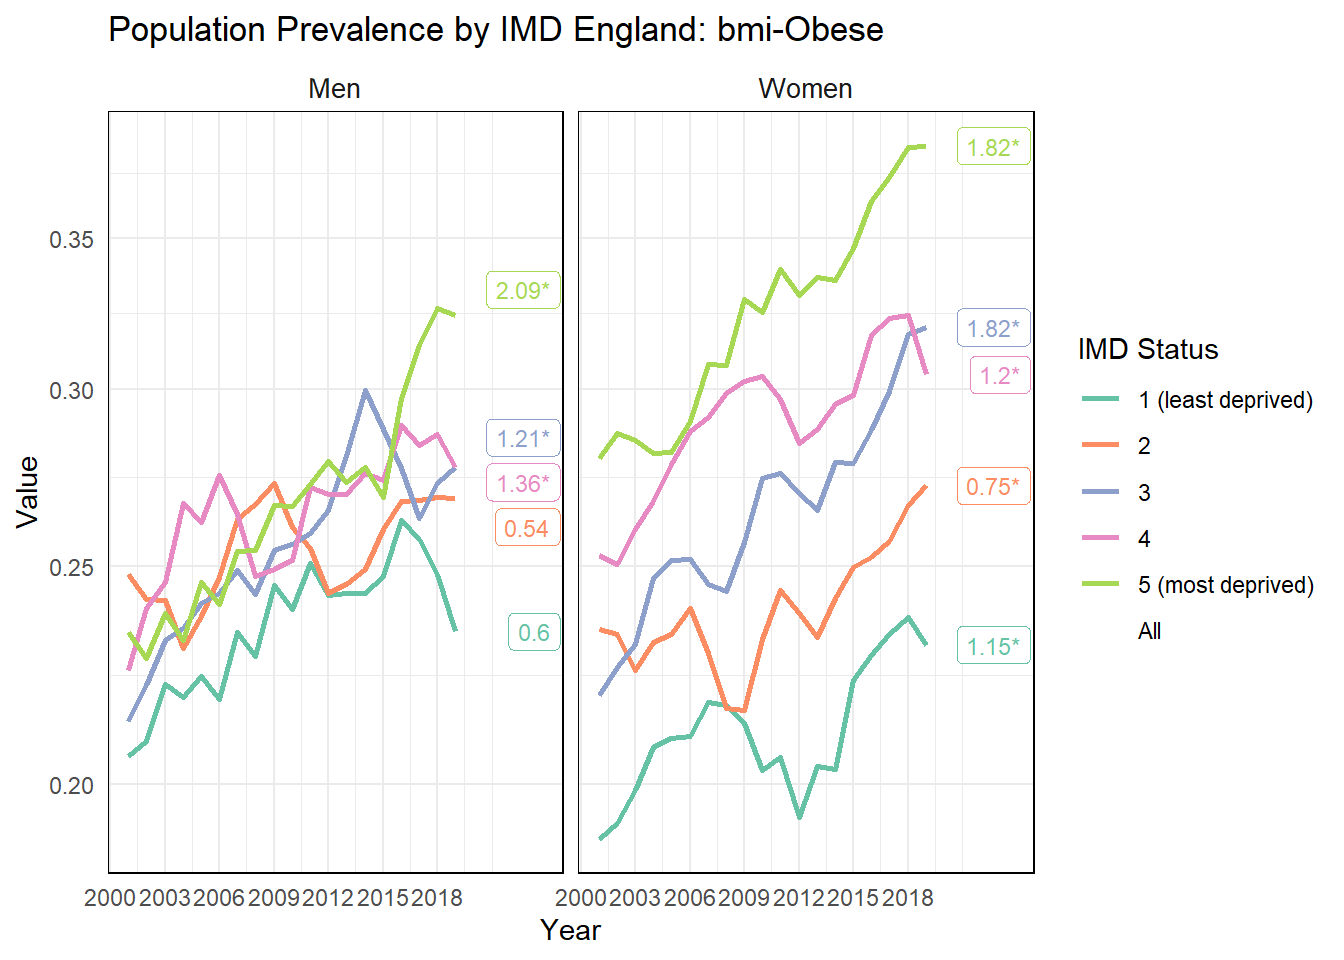 Population Prevalence by IMD England: bmi-Obese
Men
Women
Value
0.35
0.30
0.25
0.20
2.09*
1.21*
1.36*
0.54
0.6
1.82*
1.82*
1.2*
0.75*
1.15*
2000 2003 2006 2009 2012 2015 2018
2000 2003 2006 2009 2012 2015 2018
Year
IMD Status
1 (least deprived)
2
3
4
5 (most deprived)
All